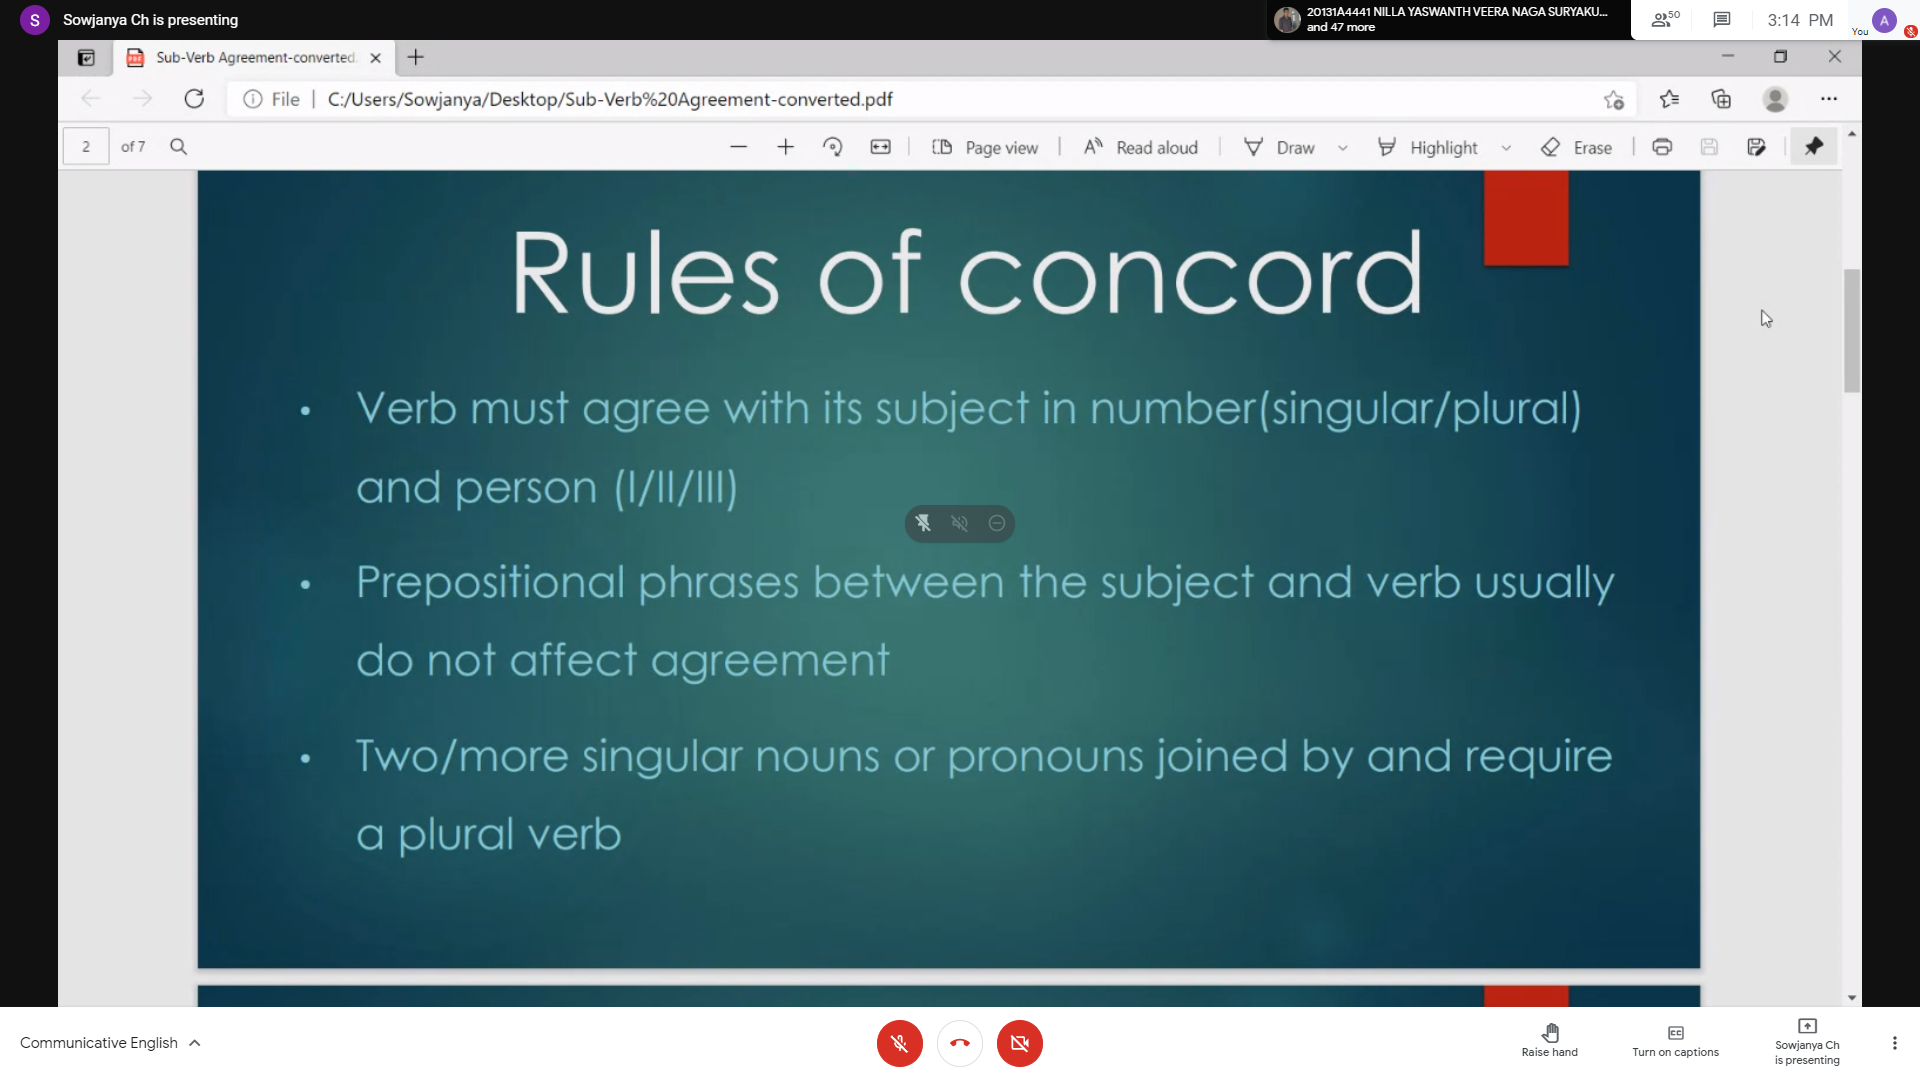 S Sowjanya Ch is presenting
20131A4441 NILLA YASWANTH VEERA NAGA SURYAKU...
and 47 more
50
3:14 PM
You
A
Sub-Verb Agreement-converted
File | C:/Users/Sowjanya/Desktop/Sub-Verb%20Agreement-converted.pdf
2 of 7
Page view
Read aloud
Draw
Highlight
Erase
Rules of concord
• Verb must agree with its subject in number(singular/plural)
and person (I/II/III)
• Prepositional phrases between the subject and verb usually
do not affect agreement
• Two/more singular nouns or pronouns joined by and require
a plural verb
Communicative English
Raise hand
Turn on captions
Sowjanya Ch
is presenting